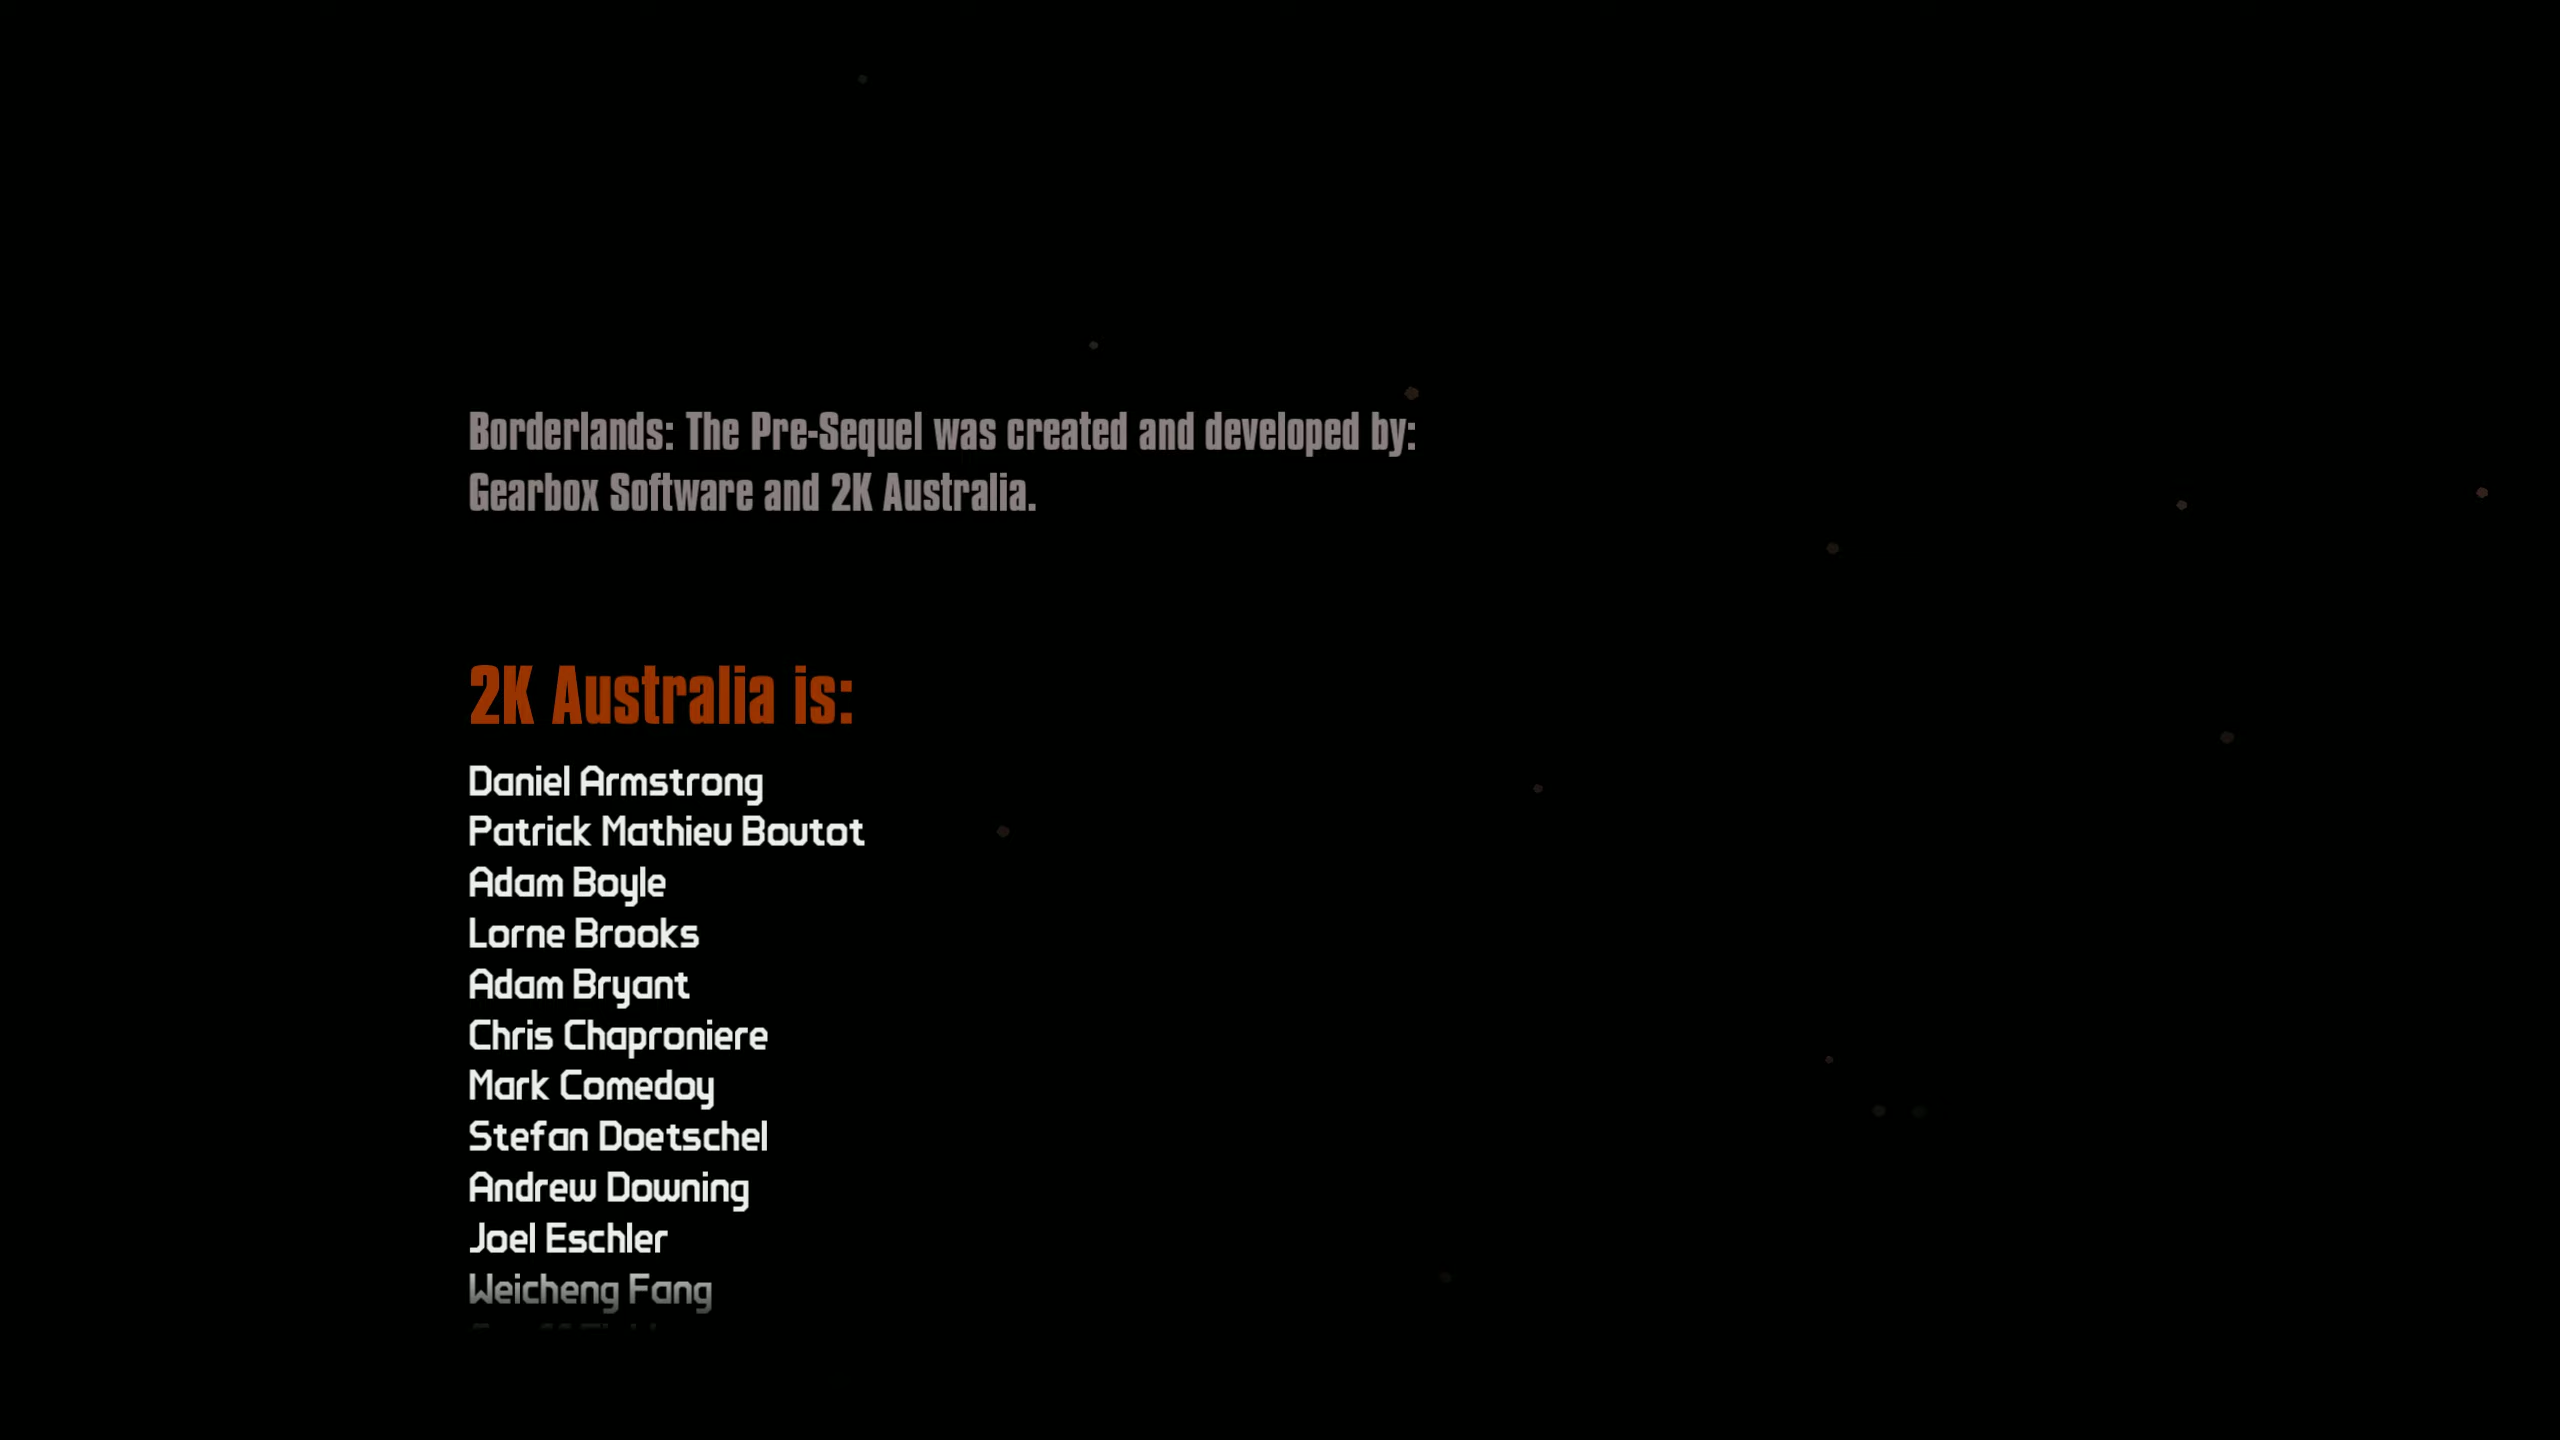 Borderlands: The Pre-Sequel was created and developed by:
Gearbox Software and 2K Australia.
2K Australia is:
Daniel Armstrong
Patrick Mathieu Boutot
Adam Boyle
Lorne Brooks
Adam Bryant
Chris Chaproniere
Mark Comedoy
Stefan Doetschel
Andrew Downing
Joel Eschler
Weicheng Fang